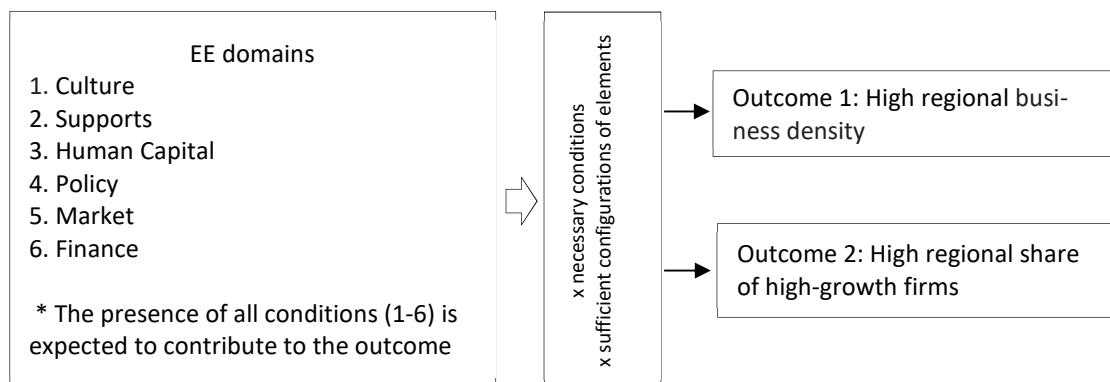 EE domains
1. Culture
2. Supports
3. Human Capital
4. Policy
5. Market
6. Finance
* The presence of all conditions (1-6) is
expected to contribute to the outcome
x necessary conditions
x sufficient configurations of elements
Outcome 1: High regional busi-
ness density
Outcome 2: High regional share
of high-growth firms